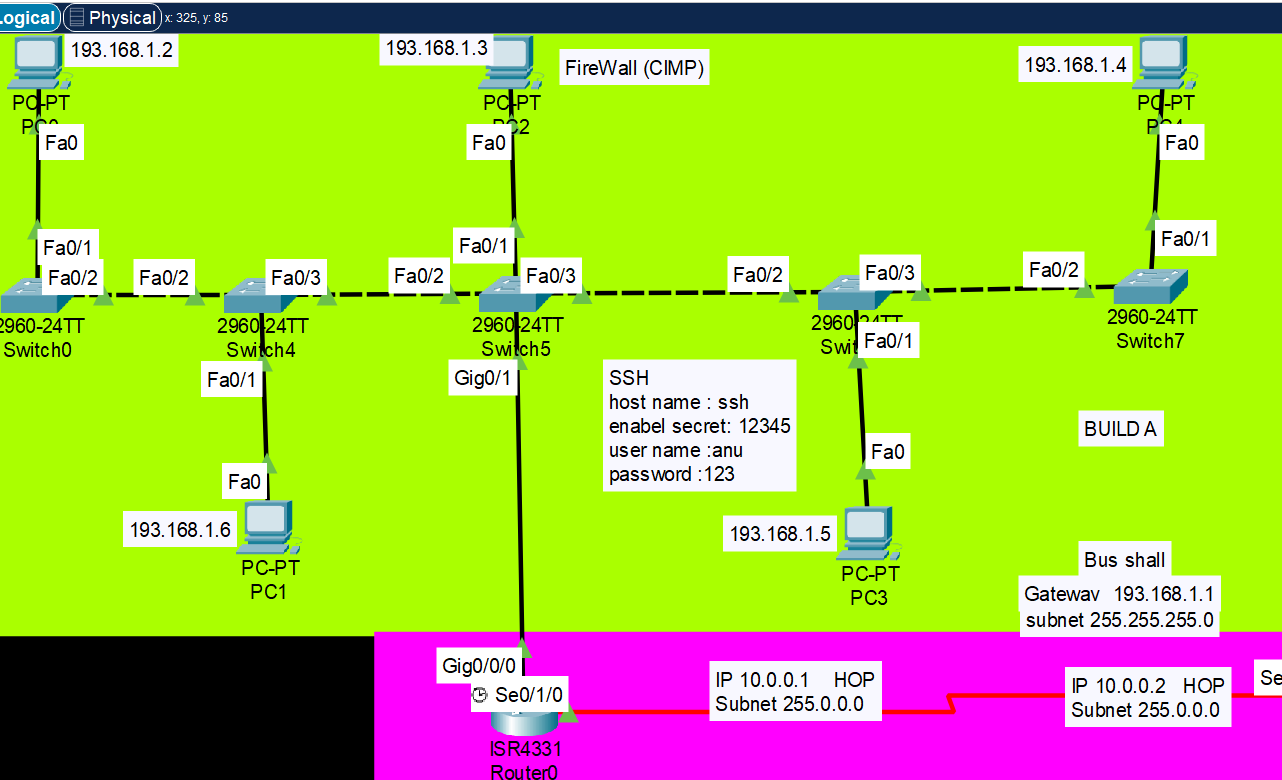 Logical Physical x: 325, y: 85
193.168.1.2
193.168.1.3
FireWall (CIMP)
193.168.1.4
PC-PT
PC0
PC-PT
PC2
PC-PT
PC4
Fa0
Fa0
Fa0
Fa0/1
Fa0/1
Fa0/1
Fa0/2
Fa0/2
Fa0/3
Fa0/2
Fa0/3
Fa0/2
Fa0/3
Fa0/2
2960-24TT
Switch0
2960-24TT
Switch4
2960-24TT
Switch5
2960-24TT
2960-24TT
Switch7
Fa0/1
Gig0/1
Fa0/1
SSH
host name : ssh
enabel secret: 12345
user name :anu
password :123
BUILD A
Fa0
Fa0
193.168.1.6
PC-PT
PC1
193.168.1.5
PC-PT
PC3
Bus shall
Gateway 193.168.1.1
subnet 255.255.255.0
Gig0/0/0
Se0/1/0
ISR4331
Router0
IP 10.0.0.1 HOP
Subnet 255.0.0.0
IP 10.0.0.2 HOP
Subnet 255.0.0.0
Se